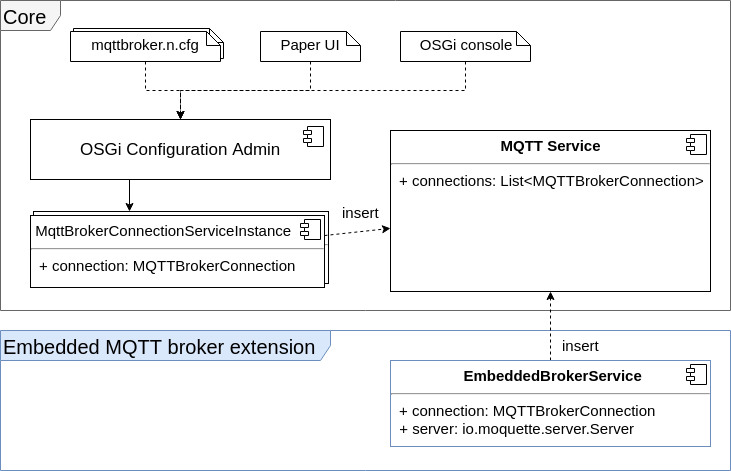 Core
mqttbroker.n.cfg
Paper UI
OSGi console
OSGi Configuration Admin
MQTT Service
+ connections: List<MQTTBrokerConnection>
MqttBrokerConnectionServiceInstance
+ connection: MQTTBrokerConnection
insert
insert
Embedded MQTT broker extension
EmbeddedBrokerService
+ connection: MQTTBrokerConnection
+ server: io.moquette.server.Server